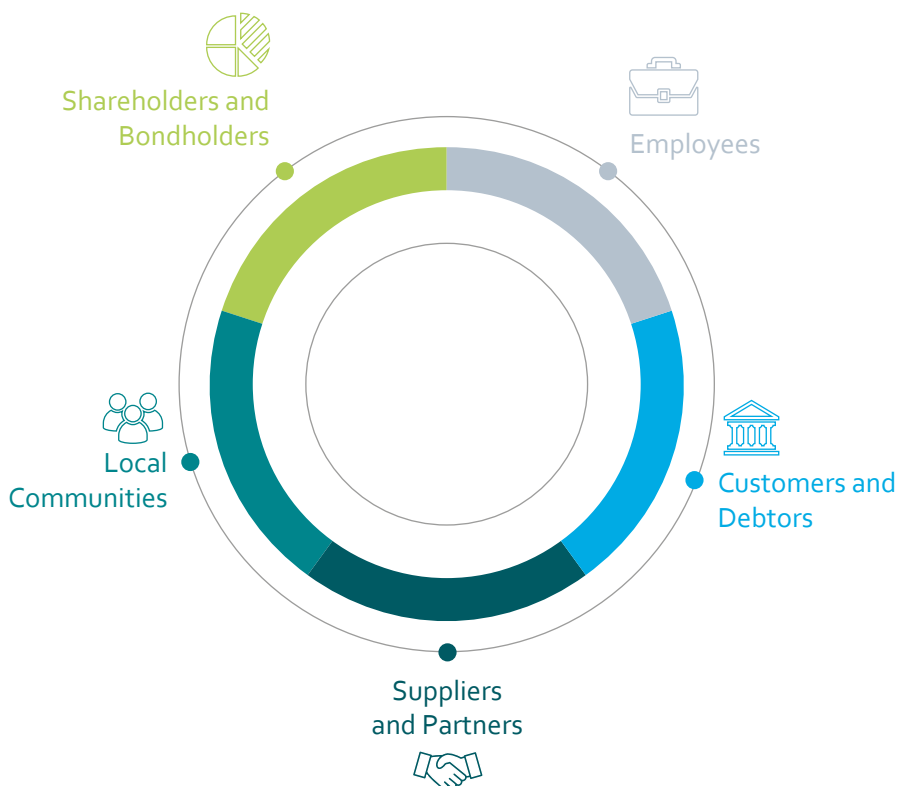 Shareholders and
Bondholders
Employees
Local
Communities
Customers and
Debtors
Suppliers
and Partners